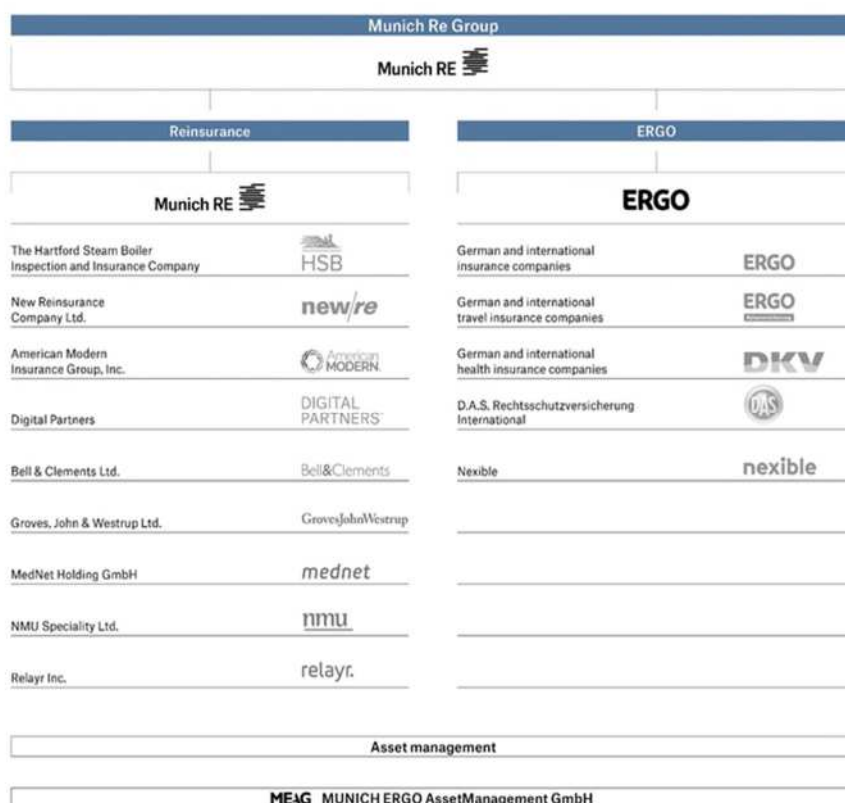 Munich Re Group
Munich RE
Reinsurance
Munich RE
The Hartford Steam Boiler
Inspection and Insurance Company
HSB
New Reinsurance
Company Ltd.
new/re
American Modern
Insurance Group, Inc.
American
MODERN
Digital Partners
DIGITAL
PARTNERS
Bell & Clements Ltd.
Bell&Clements
Groves, John & Westrup Ltd.
GrovesJohnWestrup
MedNet Holding GmbH
mednet
NMU Speciality Ltd.
nmu
Relayr Inc.
relayr.
ERGO
ERGO
German and international
insurance companies
ERGO
German and international
travel insurance companies
ERGO
German and international
health insurance companies
DKV
D.A.S. Rechtsschutzversicherung
International
DAS
Nexible
nexible
Asset management
MEAG MUNICH ERGO AssetManagement GmbH